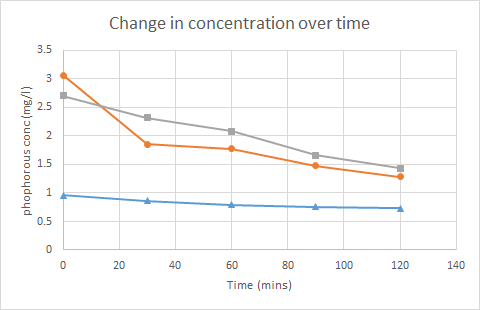 Change in concentration over time
3.5
3
2.5
2
1.5
1
0.5
0
phophorous conc(mg/l)
0 20 40 60 80 100 120 140
Time (mins)